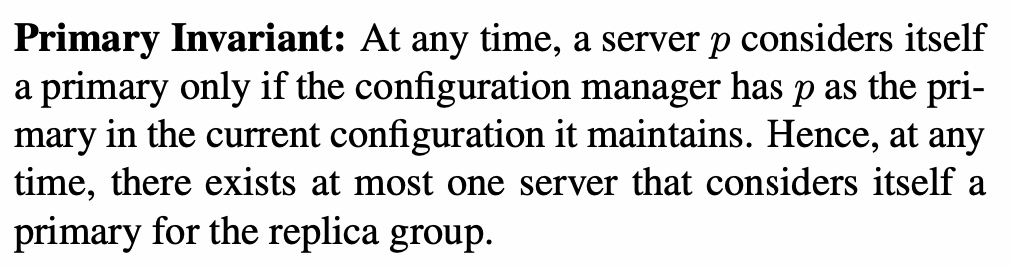 Primary Invariant: At any time, a server p considers itself
a primary only if the configuration manager has p as the pri-
mary in the current configuration it maintains. Hence, at any
time, there exists at most one server that considers itself a
primary for the replica group.